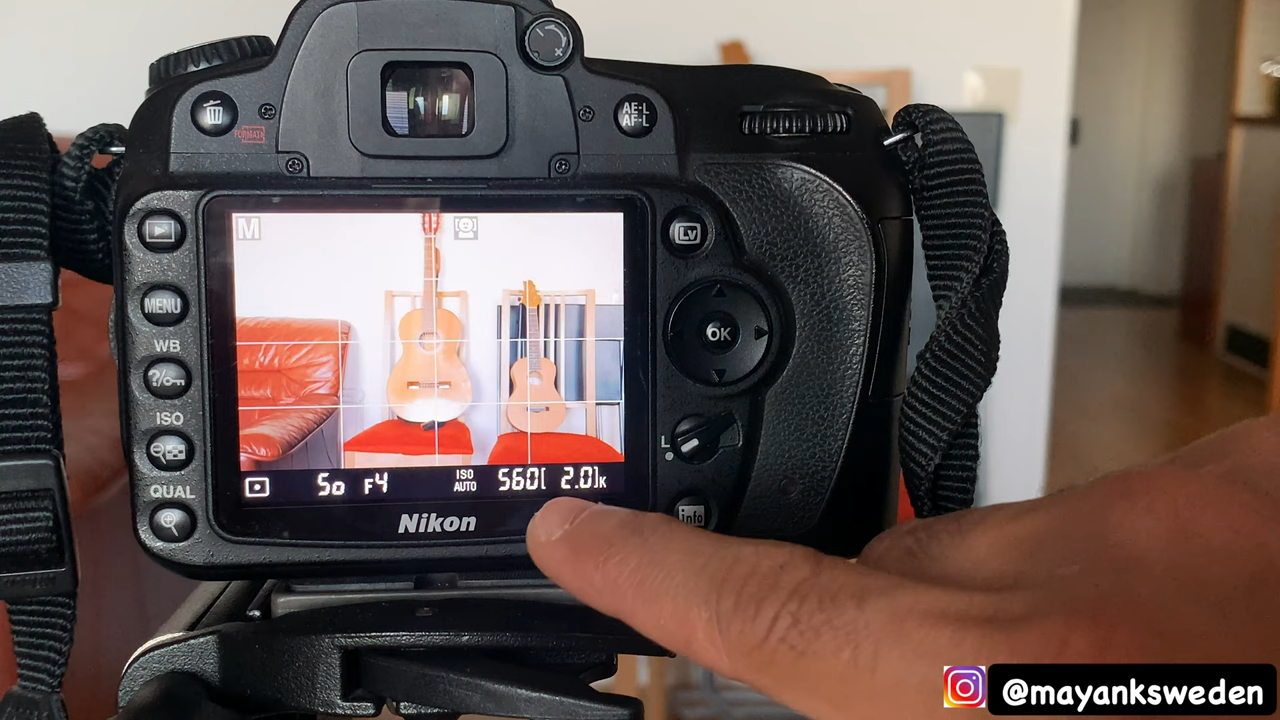 AE-L
AF-L
FORMAT
M
Lv
MENU
WB
OK
ISO
L
QUAL
50 F4 ISO AUTO 560[ 2.0]K
Nikon
info
@mayanksweden